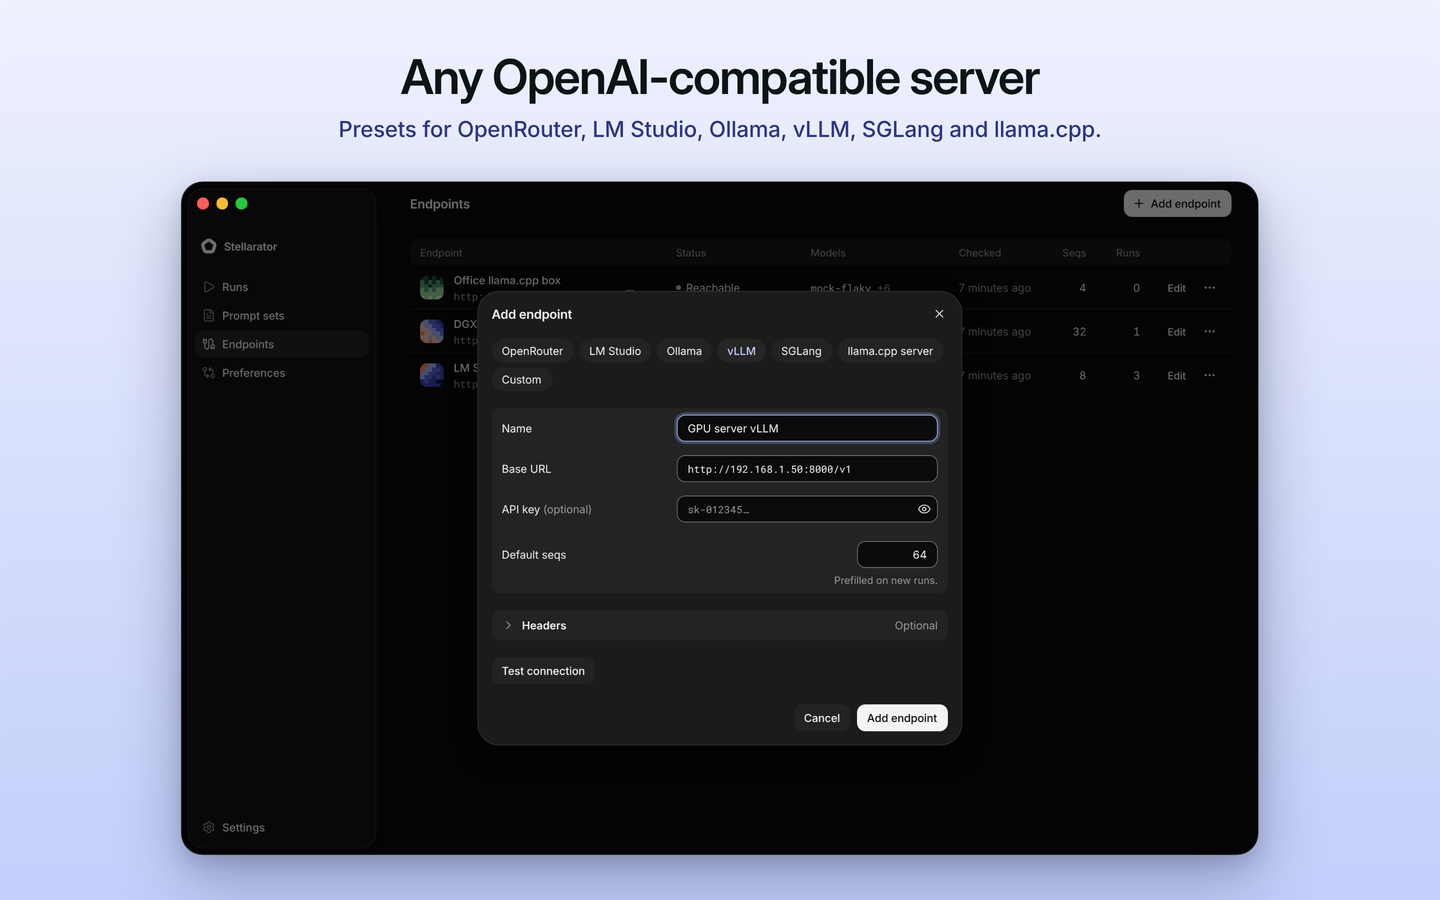 Any OpenAI-compatible server
Presets for OpenRouter, LM Studio, Ollama, vLLM, SGLang and llama.cpp.
Endpoints
+ Add endpoint
Stellarator
Runs
Prompt sets
Endpoints
Preferences
Settings
Endpoint Status Models Checked Seqs Runs
Office llama.cpp box
Reachable mock-flaky +6 7 minutes ago 4 0 Edit ···
http:
DGX
7 minutes ago 32 1 Edit ···
http
LM S
7 minutes ago 8 3 Edit ···
http
Add endpoint
OpenRouter LM Studio Ollama vLLM SGLang llama.cpp server
Custom
Name GPU server vLLM
Base URL http://192.168.1.50:8000/v1
API key (optional) sk-012345…
Default seqs 64
Prefilled on new runs.
Headers Optional
Test connection
Cancel Add endpoint